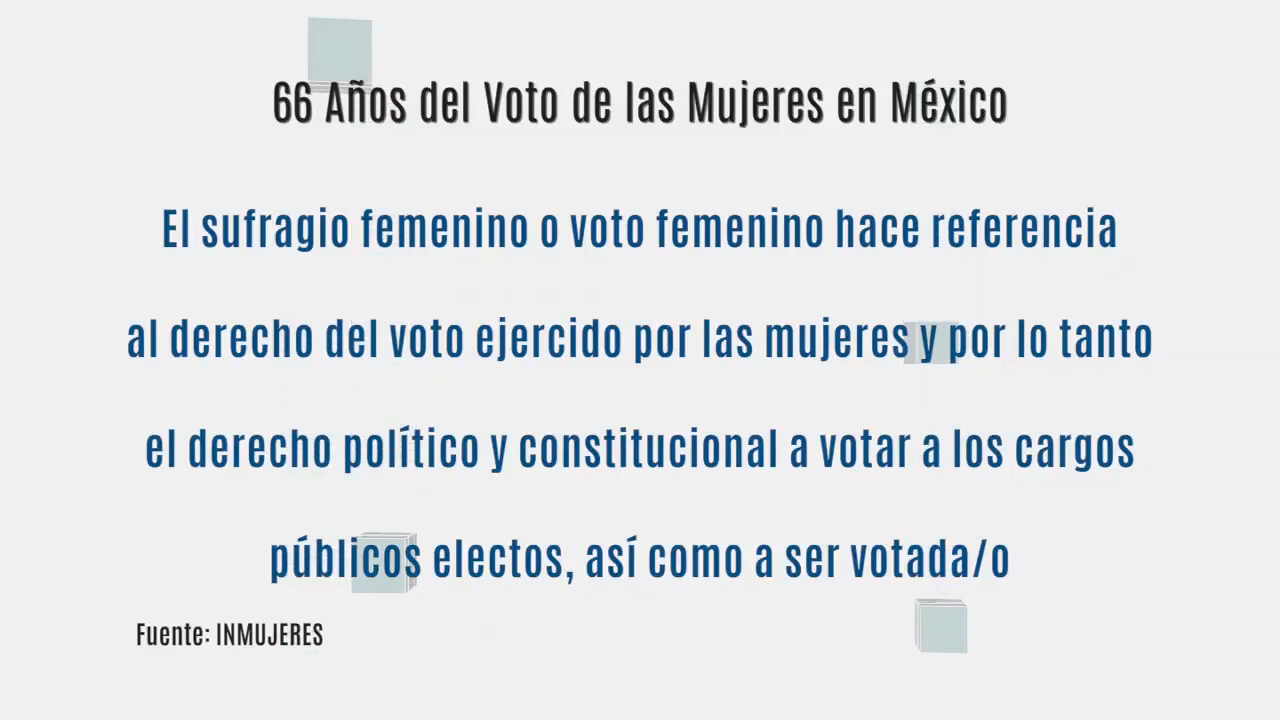 66 Años del Voto de las Mujeres en México
El sufragio femenino o voto femenino hace referencia
al derecho del voto ejercido por las mujeres y por lo tanto
el derecho político y constitucional a votar a los cargos
públicos electos, así como a ser votada/o
Fuente: INMUJERES